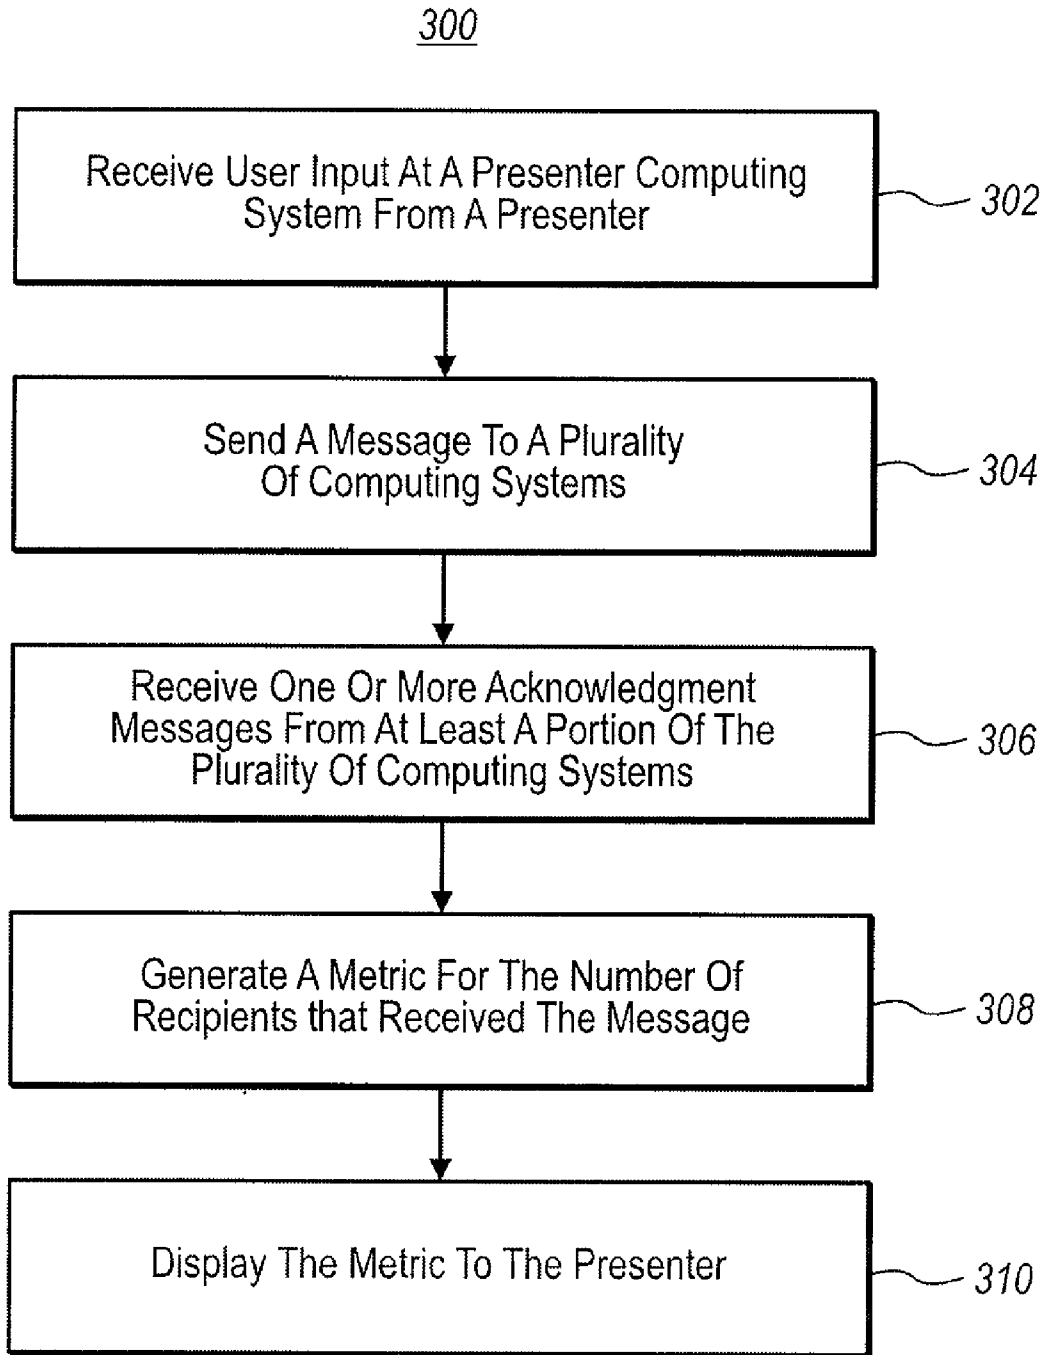 300
Receive User Input At A Presenter Computing
System From A Presenter
302
Send A Message To A Plurality
Of Computing Systems
304
Receive One Or More Acknowledgment
Messages From At Least A Portion Of The
Plurality Of Computing Systems
306
Generate A Metric For The Number Of
Recipients that Received The Message
308
Display The Metric To The Presenter
310